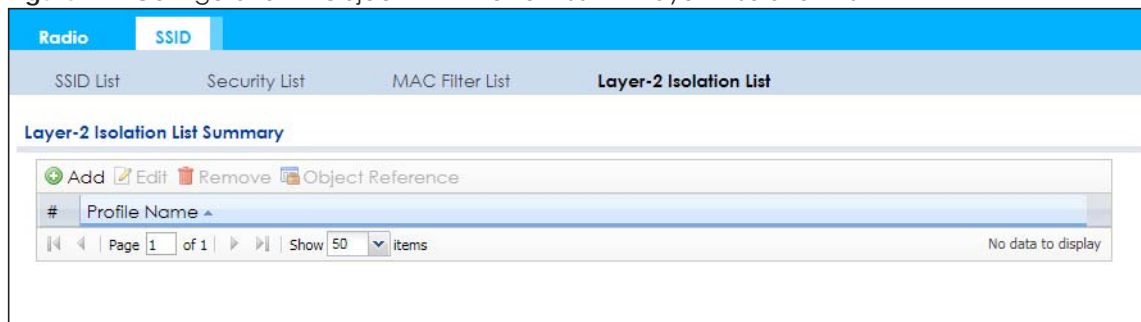 Radio SSID
SSID List Security List MAC Filter List Layer-2 Isolation List
Layer-2 Isolation List Summary
Add Edit Remove Object Reference
# Profile Name
Page 1 of 1 Show 50 items No data to display